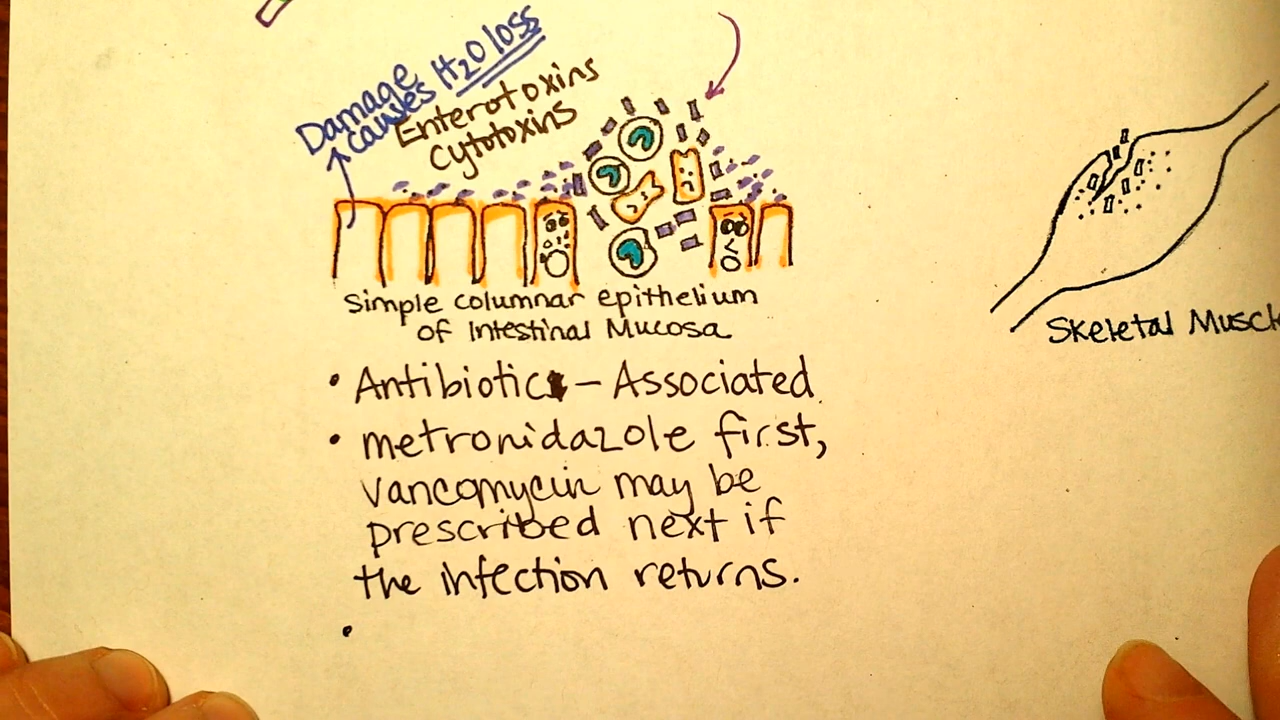 Damage
causes H2O loss
Enterotoxins
cytotoxins
Simple columnar epithelium
of Intestinal Mucosa
• Antibiotic - Associated
• metronidazole first,
vancomycin may be
prescribed next if
the infection returns.
•
Skeletal Muscl